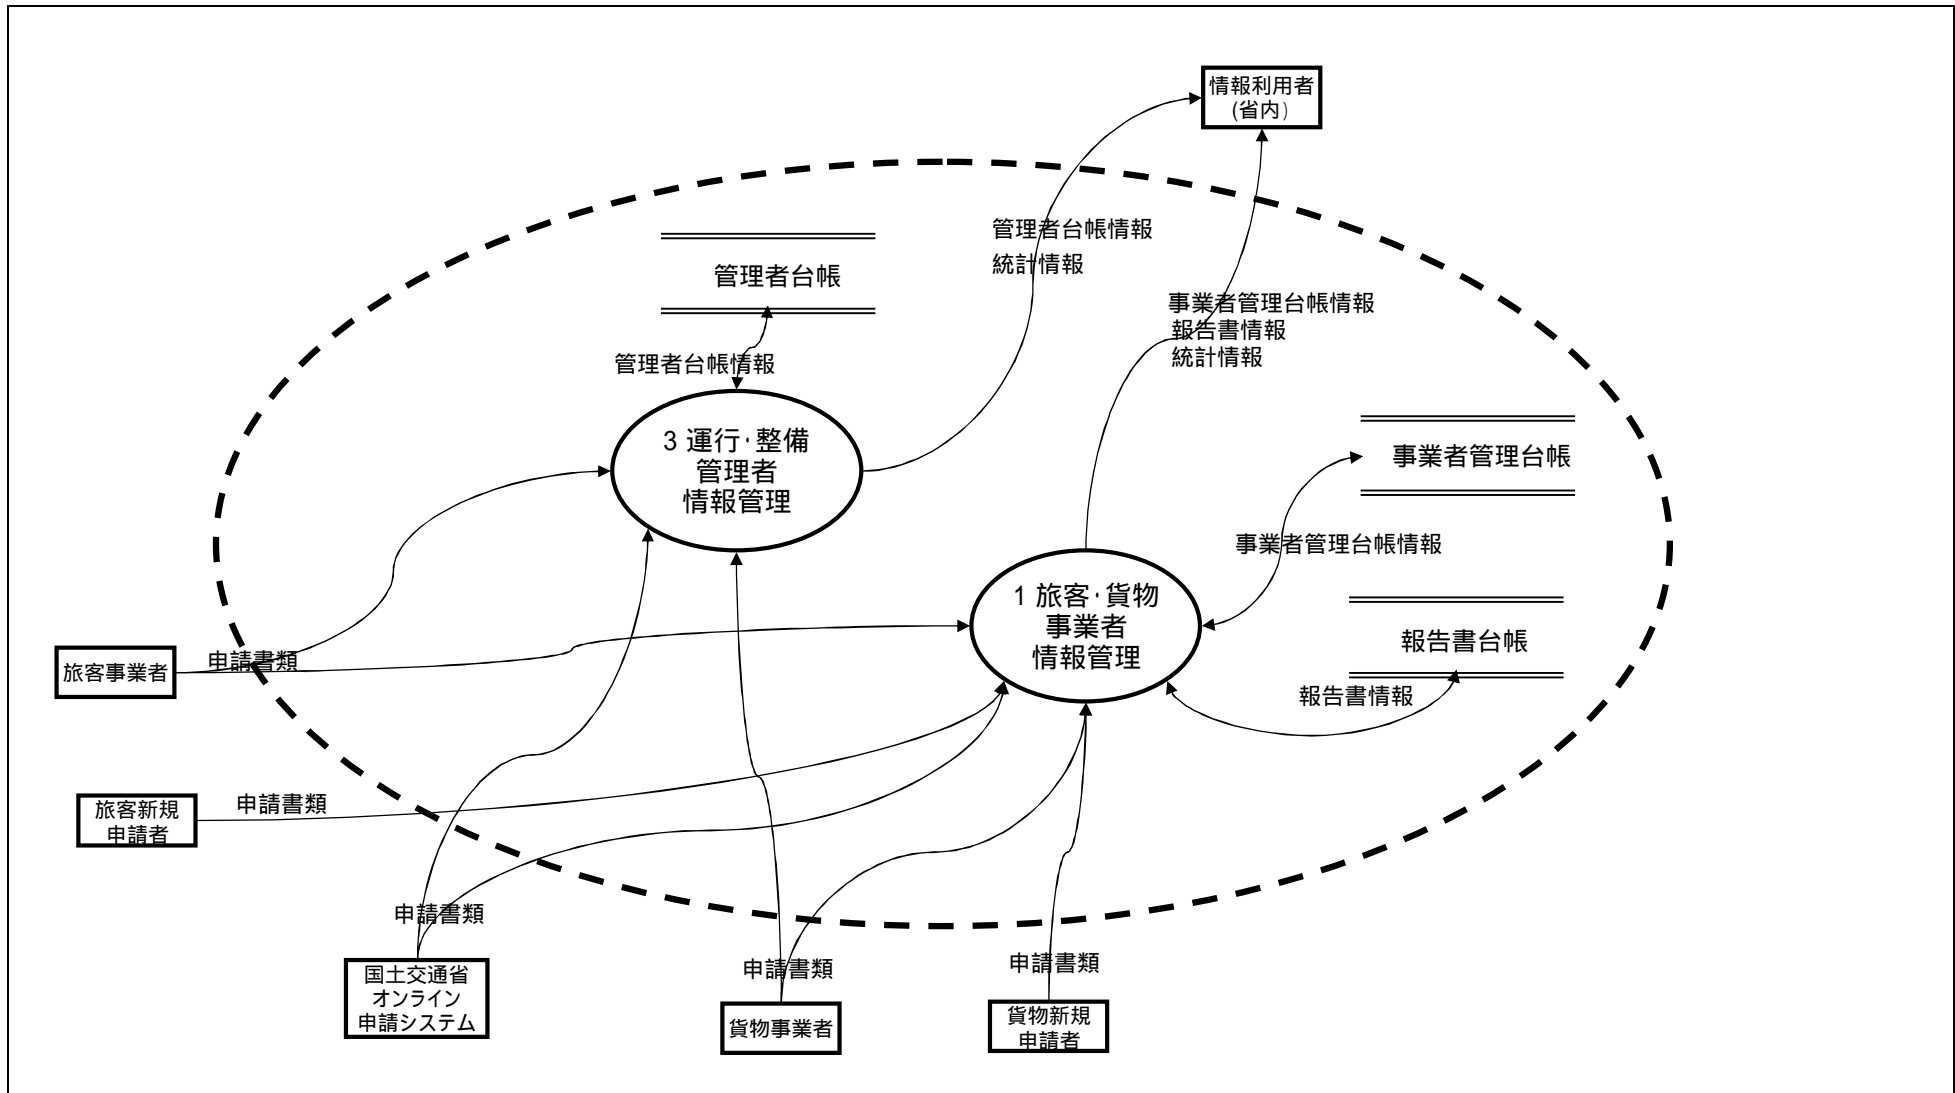 情報利用者
(省内)
管理者台帳情報
統計情報
管理者台帳
事業者管理台帳情報
報告書情報
統計情報
管理者台帳情報
3 運行・整備
管理者
情報管理
事業者管理台帳
事業者管理台帳情報
1 旅客・貨物
事業者
情報管理
報告書台帳
報告書情報
旅客事業者
申請書類
旅客新規
申請者
申請書類
申請書類
国土交通省
オンライン
申請システム
申請書類
貨物事業者
申請書類
貨物新規
申請者